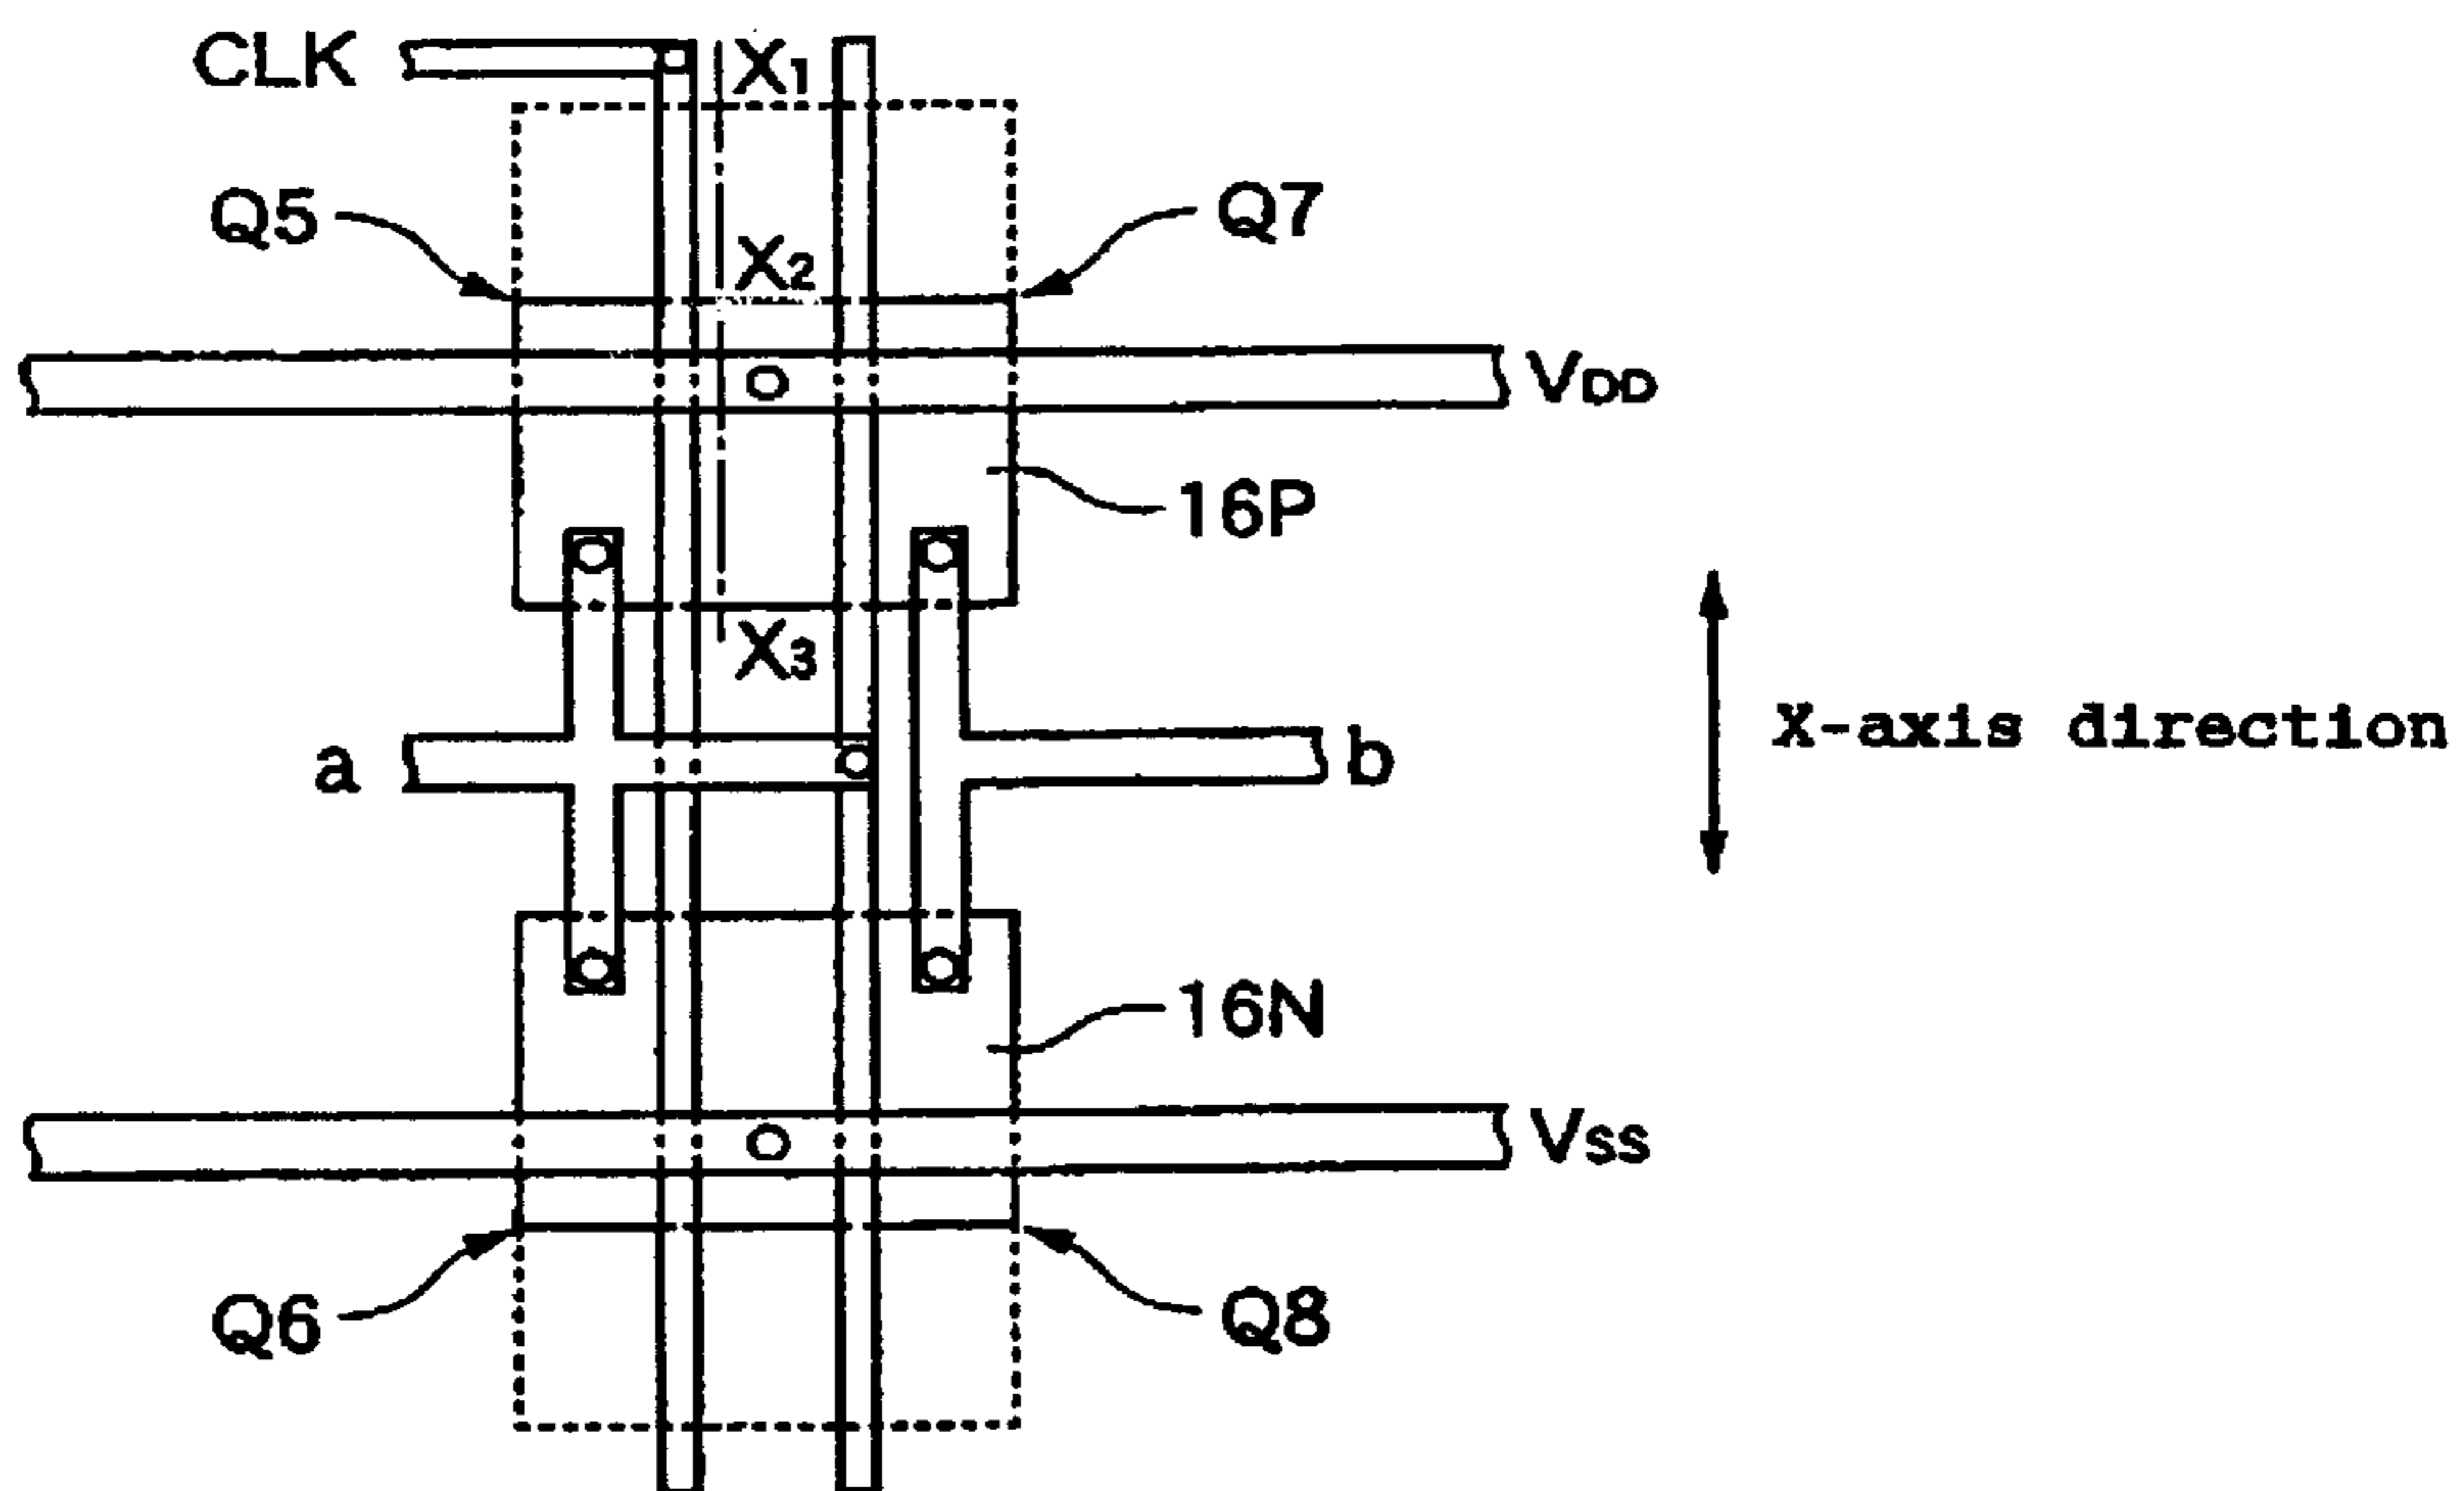 CLK
X1
Q5
Q7
X2
VDD
16P
X3
X-axis direction
a
b
16N
VSS
Q6
Q8